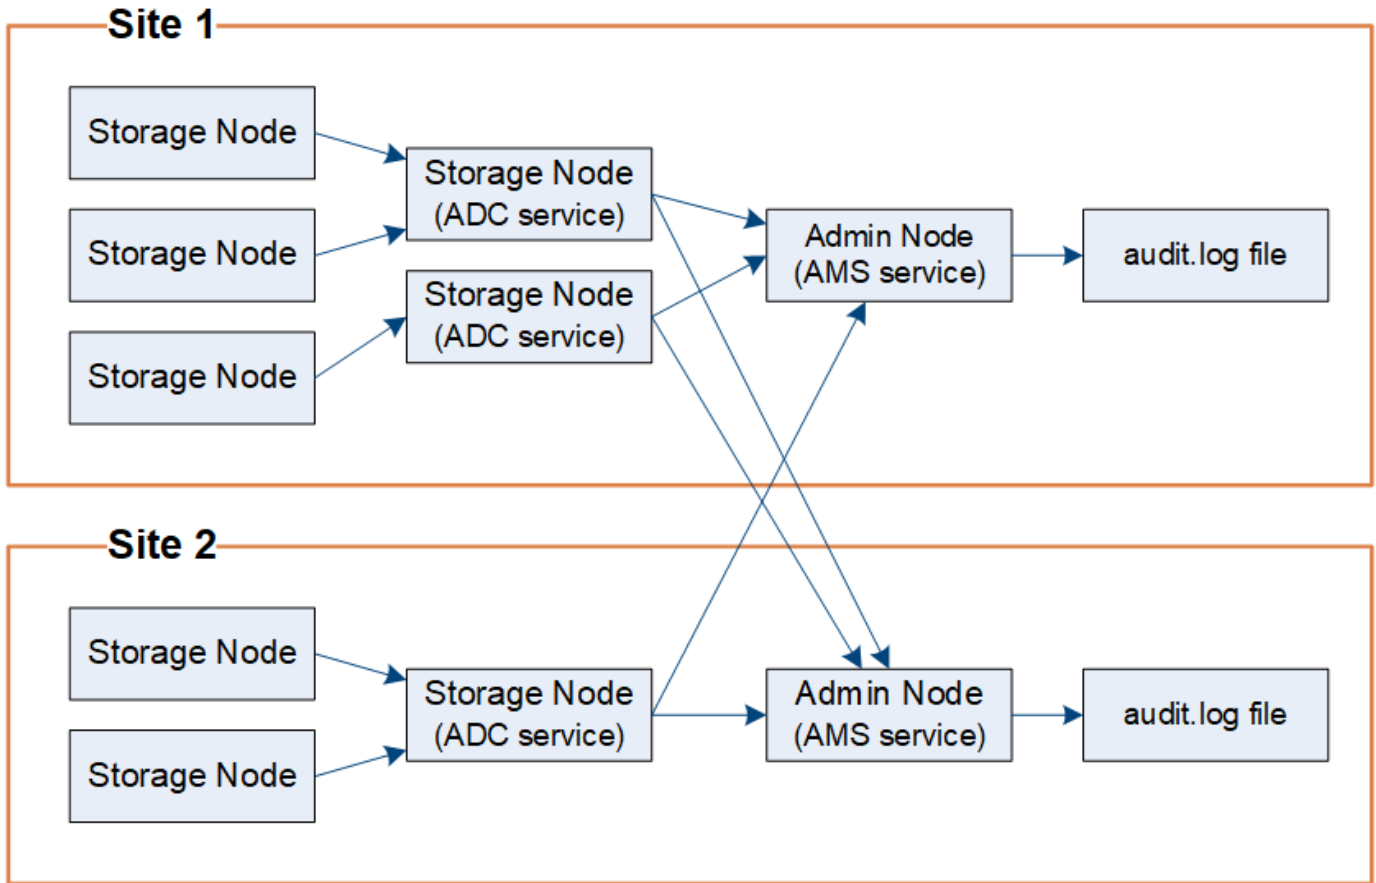 Site 1
Storage Node
Storage Node
Storage Node
Storage Node
(ADC service)
Storage Node
(ADC service)
Admin Node
(AMS service)
audit.log file
Site 2
Storage Node
Storage Node
Storage Node
(ADC service)
Admin Node
(AMS service)
audit.log file